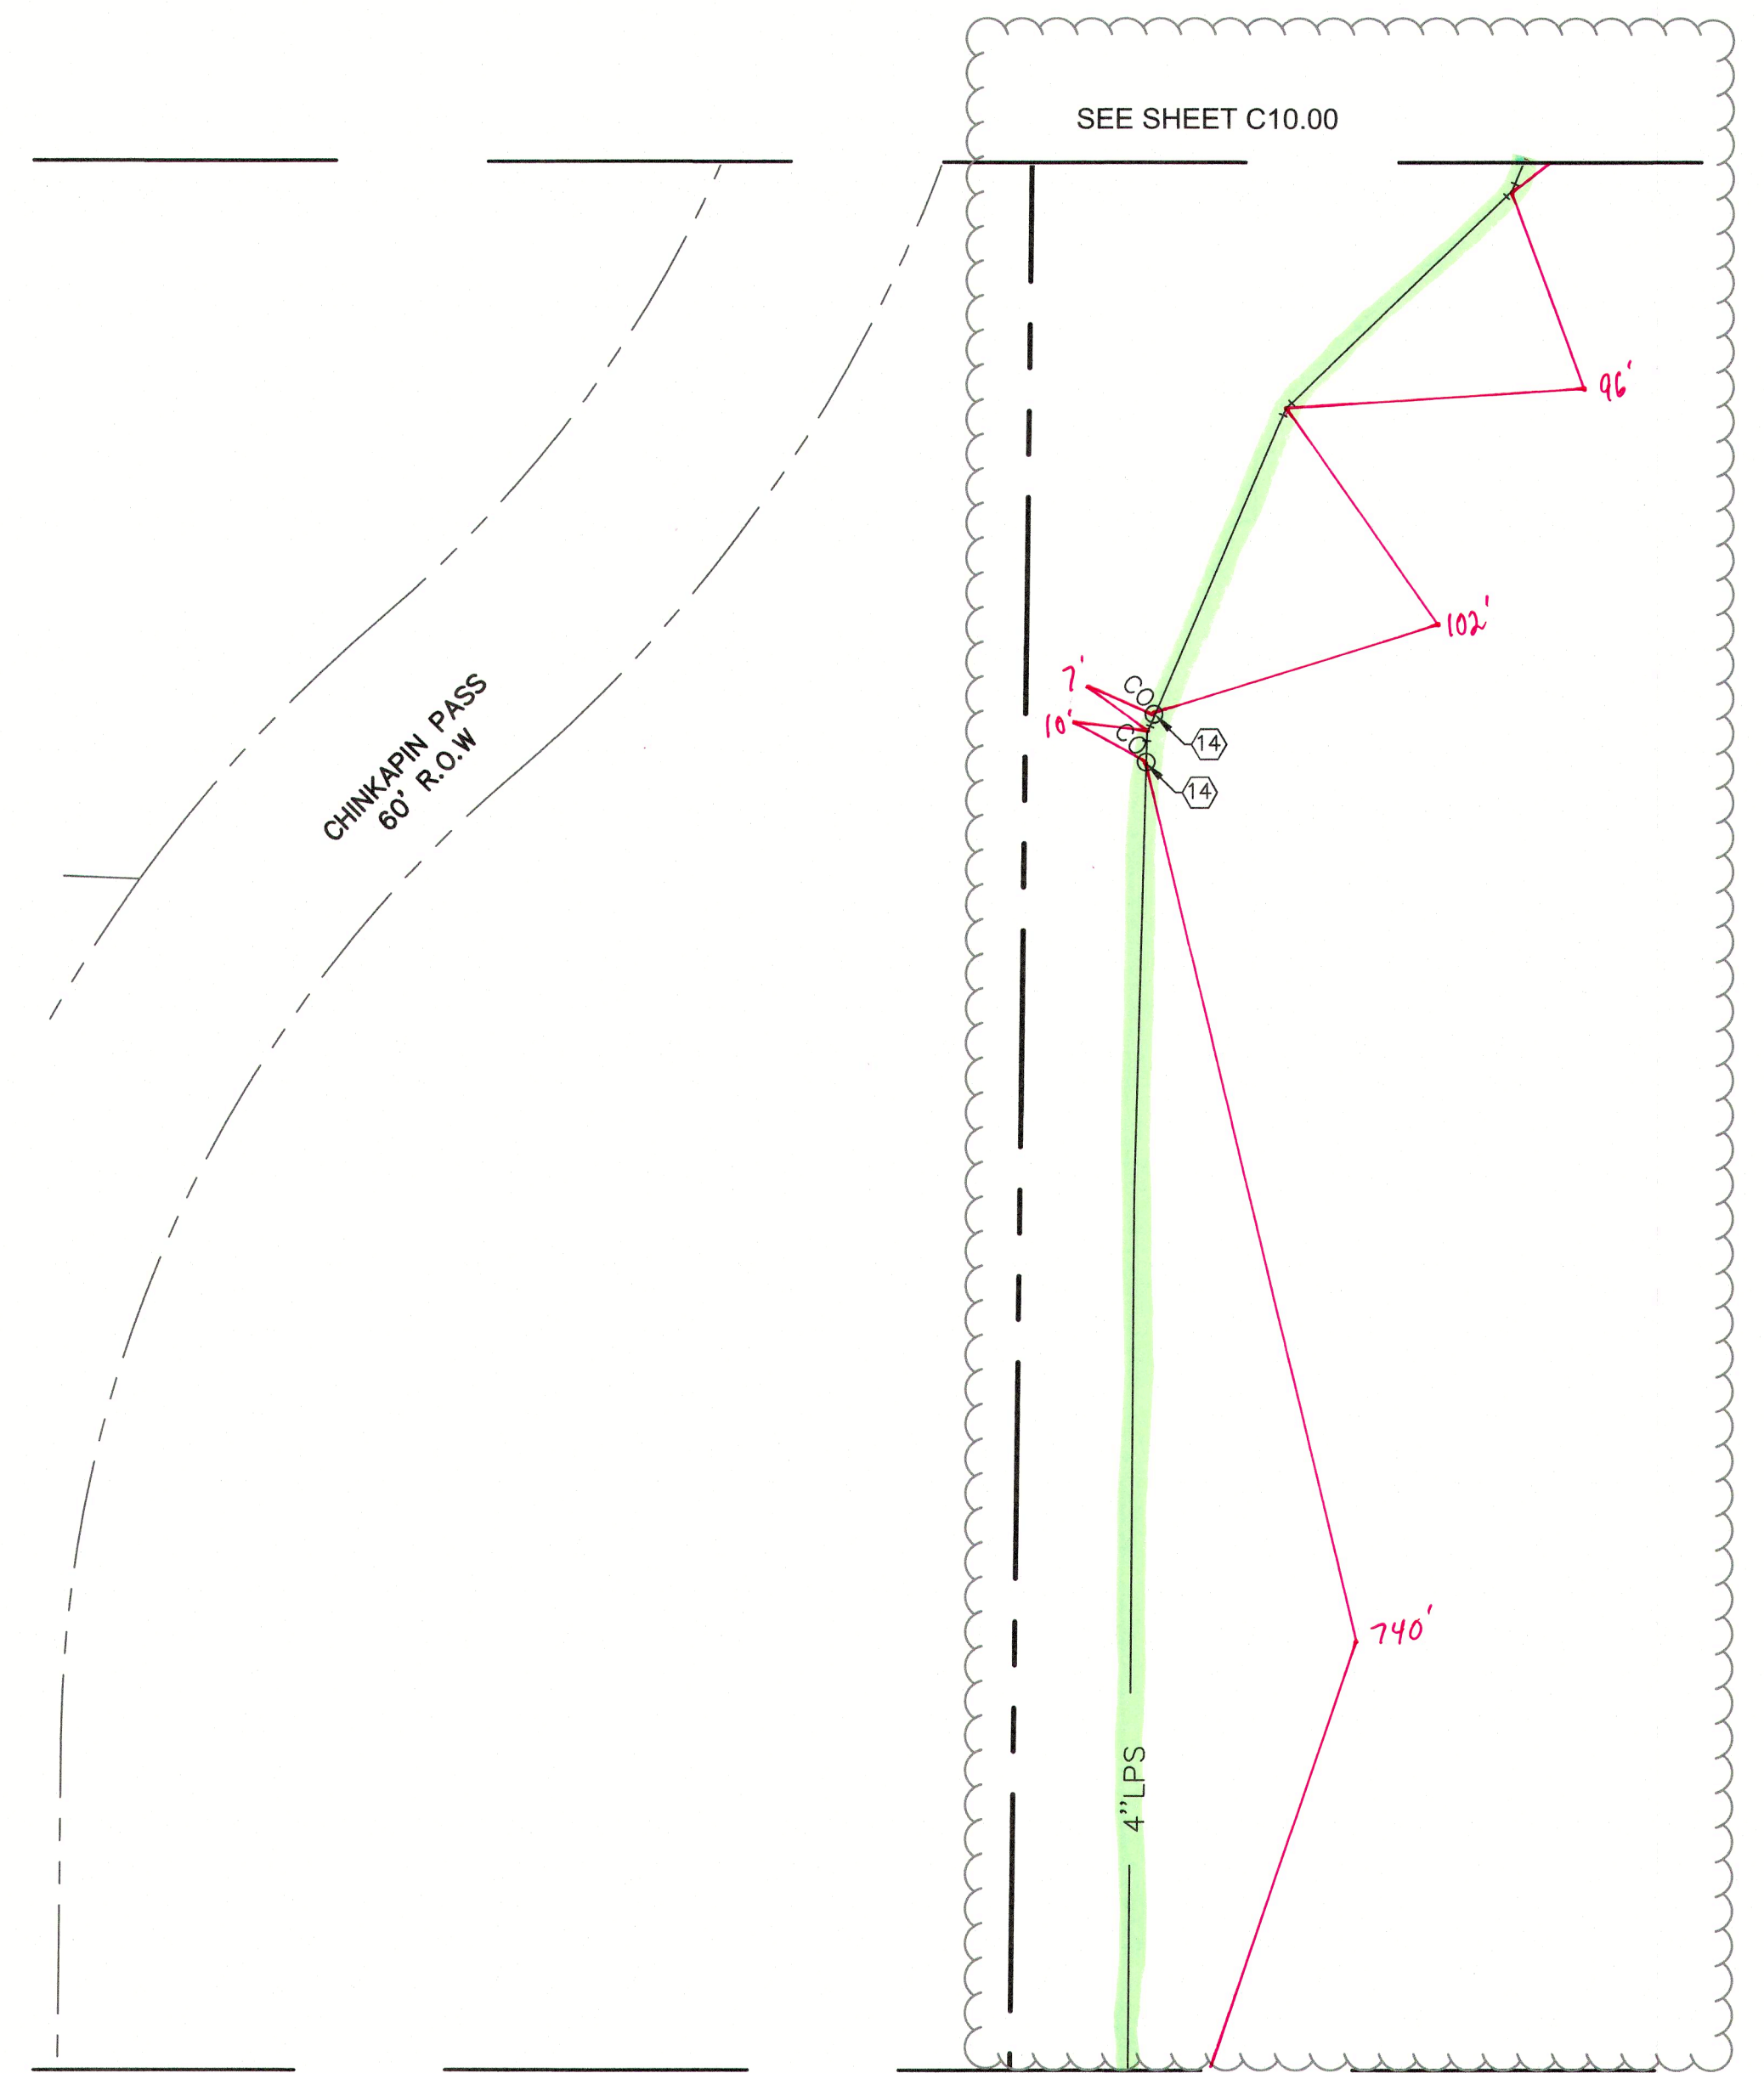 SEE SHEET C10.00
96'
102'
7'
CO
10'
CO
14
14
CHINKAPIN PASS
60' R.O.W
740'
4"LPS